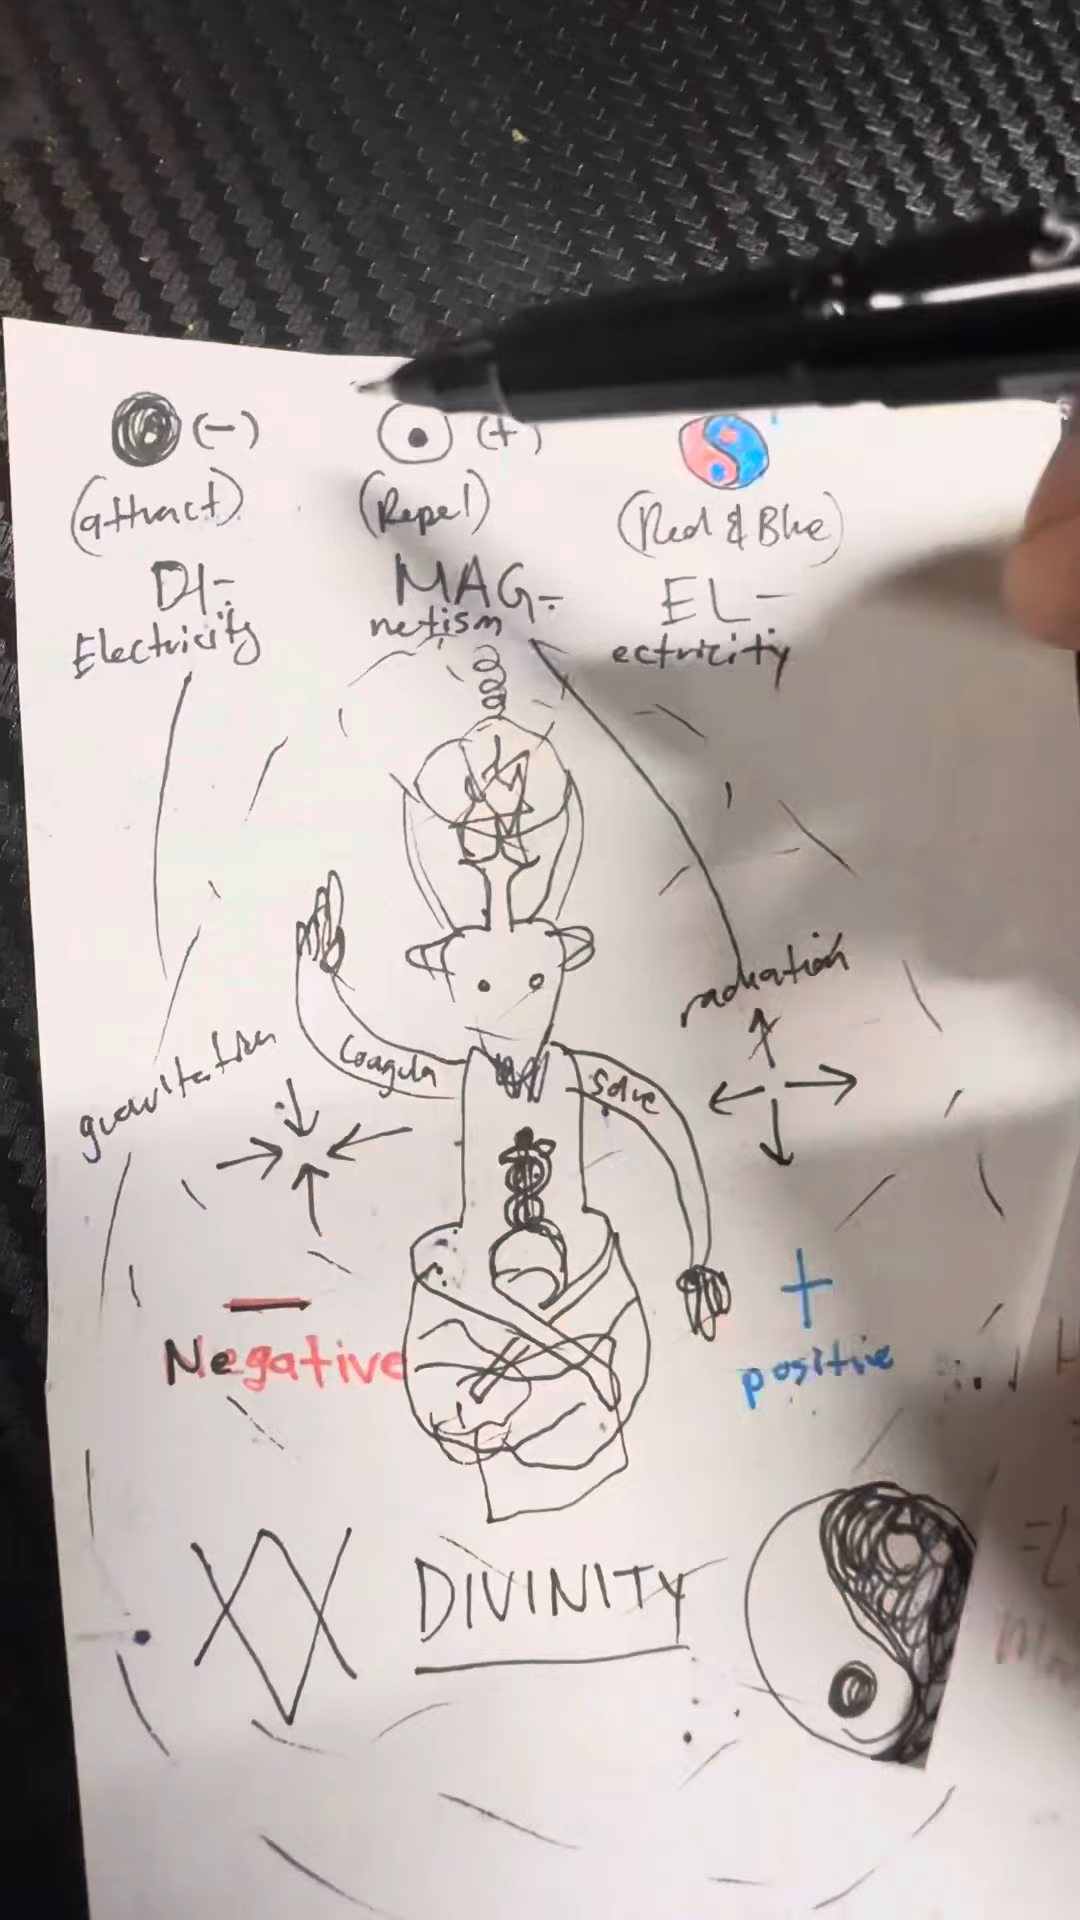 (-)
(+)
(attract)
(Repel)
(Red & Blue)
DI-
MAG-
EL-
Electricity
netism
ectricity
radiation
gravitation
Coagula
Solve
Negative
+
positive
DIVINITY